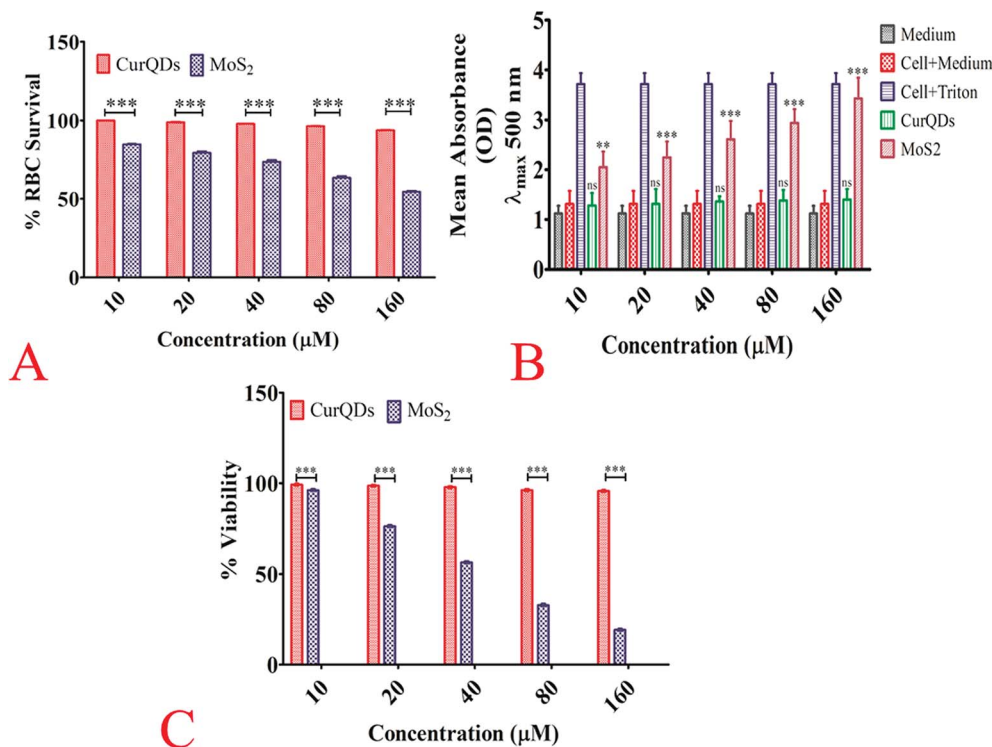 150
100
50
0
% RBC Survival
CurQDs
MoS₂
***
***
***
***
***
10
20
40
80
160
Concentration (μM)
A
5
4
3
2
1
0
Mean Absorbance
(OD)
λmax 500 nm
Medium
Cell+Medium
Cell+Triton
CurQDs
MoS2
ns
**
ns
***
ns
***
ns
***
ns
***
10
20
40
80
160
Concentration (μM)
B
150
100
50
0
% Viability
CurQDs
MoS₂
***
***
***
***
***
10
20
40
80
160
Concentration (μM)
C